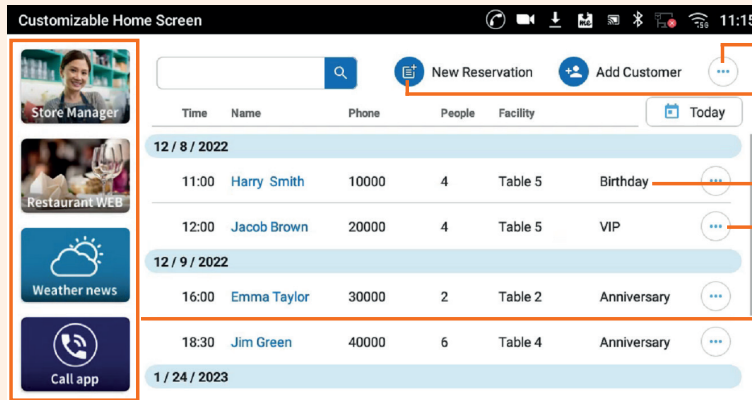 Customizable Home Screen 11:15
Store Manager
Restaurant WEB
Weather news
Call app
New Reservation Add Customer
Time Name Phone People Facility Today
12 / 8 / 2022
11:00 Harry Smith 10000 4 Table 5 Birthday
12:00 Jacob Brown 20000 4 Table 5 VIP
12 / 9 / 2022
16:00 Emma Taylor 30000 2 Table 2 Anniversary
18:30 Jim Green 40000 6 Table 4 Anniversary
1 / 24 / 2023